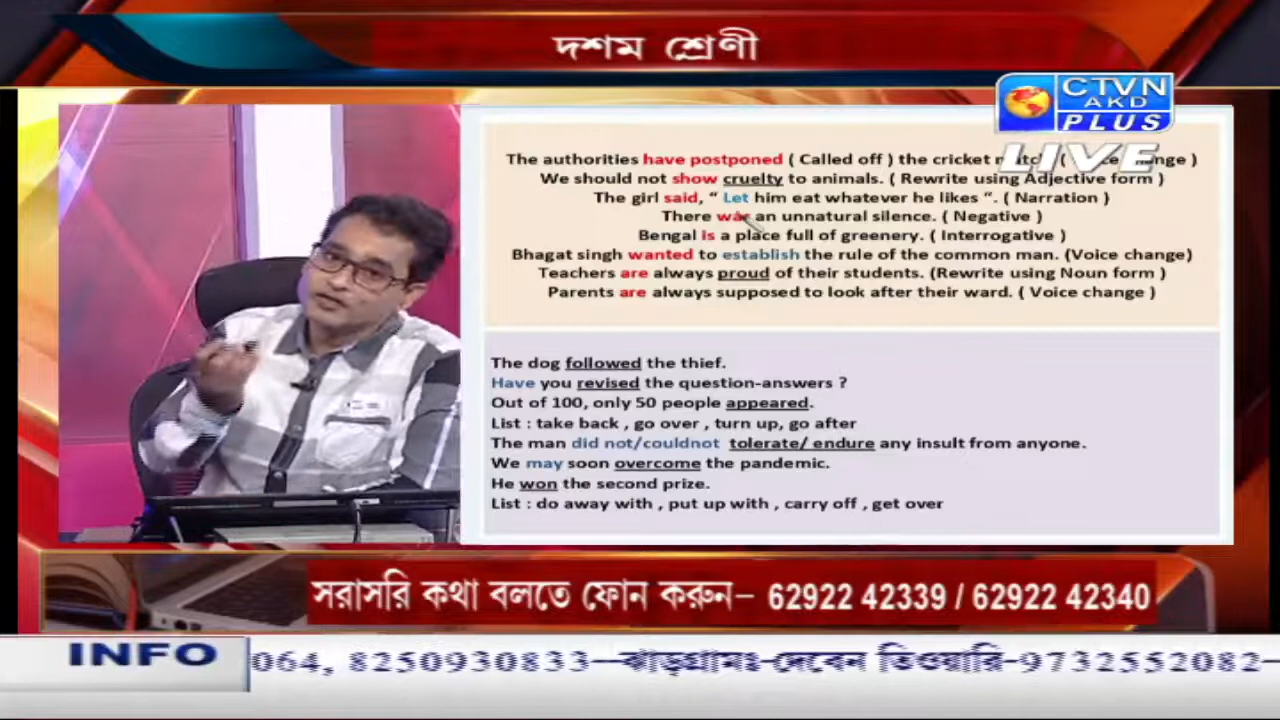 দশম শ্রেণী
CTVN
AKD
PLUS
LIVE
The authorities have postponed ( Called off ) the cricket
We should not show cruelty to animals. ( Rewrite using Adjective form )
The girl said, “ Let him eat whatever he likes “. ( Narration )
There was an unnatural silence. ( Negative )
Bengal is a place full of greenery. ( Interrogative )
Bhagat singh wanted to establish the rule of the common man. (Voice change)
Teachers are always proud of their students. (Rewrite using Noun form )
Parents are always supposed to look after their ward. ( Voice change )
The dog followed the thief.
Have you revised the question-answers ?
Out of 100, only 50 people appeared.
List : take back , go over , turn up, go after
The man did not/couldnot tolerate/ endure any insult from anyone.
We may soon overcome the pandemic.
He won the second prize.
List : do away with , put up with , carry off , get over
সরাসরি কথা বলতে ফোন করুন– 62922 42339 / 62922 42340
INFO
064, 8250930833–ঝাড়গ্রামঃ-দেবেন তিওয়ারি-9732552082–